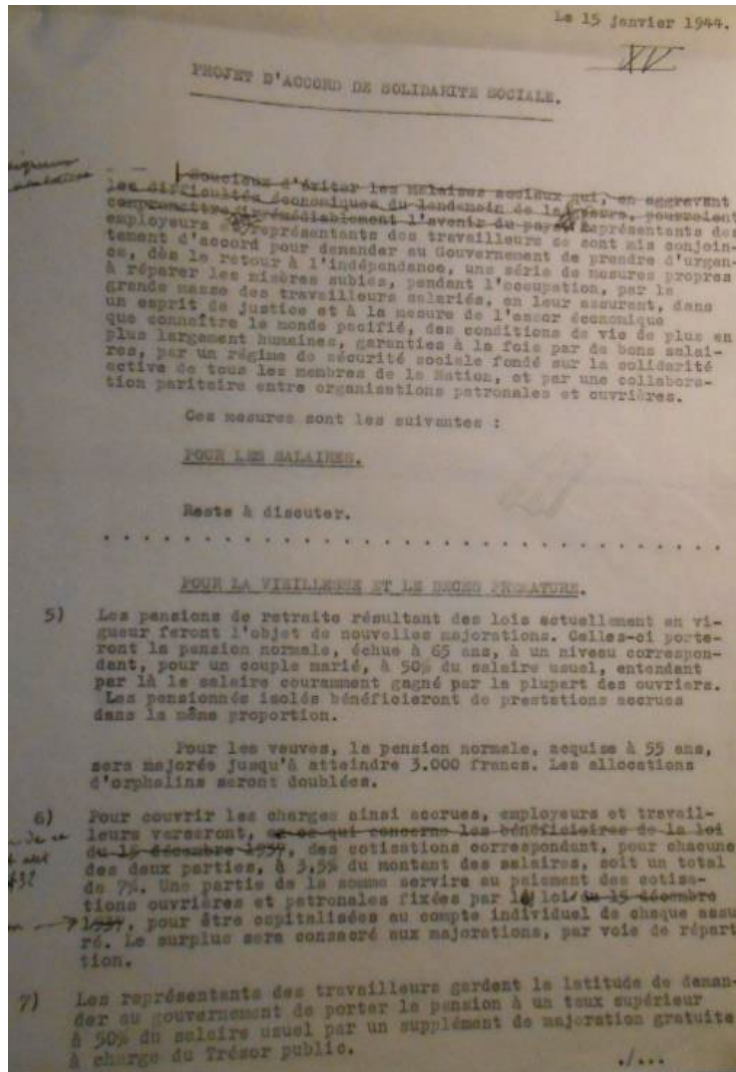 Le 15 janvier 1944.
XV
PROJET D'ACCORD DE SOLIDARITE SOCIALE.
Soucieux d'éviter les malaises sociaux qui, en aggravant
les difficultés économiques du lendemain de la guerre, pourraient
compromettre irrémédiablement l'avenir du pays, représentants des
employeurs et représentants des travailleurs se sont mis conjoin-
tement d'accord pour demander au Gouvernement de prendre d'urgen-
ce, dès le retour à l'indépendance, une série de mesures propres
à réparer les misères subies, pendant l'occupation, par la
grande masse des travailleurs salariés, en leur assurant, dans
un esprit de justice et à la mesure de l'essor économique
que connaître le monde pacifié, des conditions de vie de plus en
plus largement humaines, garanties à la fois par de bons salai-
res, par un régime de sécurité sociale fondé sur la solidarité
active de tous les membres de la Nation, et par une collabora-
tion paritaire entre organisations patronales et ouvrières.
Ces mesures sont les suivantes :
POUR LES SALAIRES.
Reste à discuter.
. . . . . . . . . . . . . . . . . . . . . . . . . . . . . . . .
POUR LA VIEILLESSE ET LE DECES PREMATURE.
5) Les pensions de retraite résultant des lois actuellement en vi-
gueur feront l'objet de nouvelles majorations. Celles-ci porte-
ront la pension normale, échue à 65 ans, à un niveau correspon-
dant, pour un couple marié, à 50% du salaire usuel, entendant
par là le salaire couramment gagné par la plupart des ouvriers.
Les pensionnés isolés bénéficieront de prestations accrues
dans la même proportion.
Pour les veuves, la pension normale, acquise à 55 ans,
sera majorée jusqu'à atteindre 3.000 francs. Les allocations
d'orphelins seront doublées.
6) Pour couvrir les charges ainsi accrues, employeurs et travail-
leurs verseront, en ce qui concerne les bénéficiaires de la loi
du 15 décembre 1937, des cotisations correspondant, pour chacune
des deux parties, à 3,5% du montant des salaires, soit un total
de 7%. Une partie de la somme servira au paiement des cotisa-
tions ouvrières et patronales fixées par la loi du 15 décembre
1937, pour être capitalisées au compte individuel de chaque assu
ré. Le surplus sera consacré aux majorations, par voie de répart
tion.
7) Les représentants des travailleurs gardent la latitude de deman-
der au gouvernement de porter la pension à un taux supérieur
à 50% du salaire usuel par un supplément de majoration gratuite
à charge du Trésor public.
./...